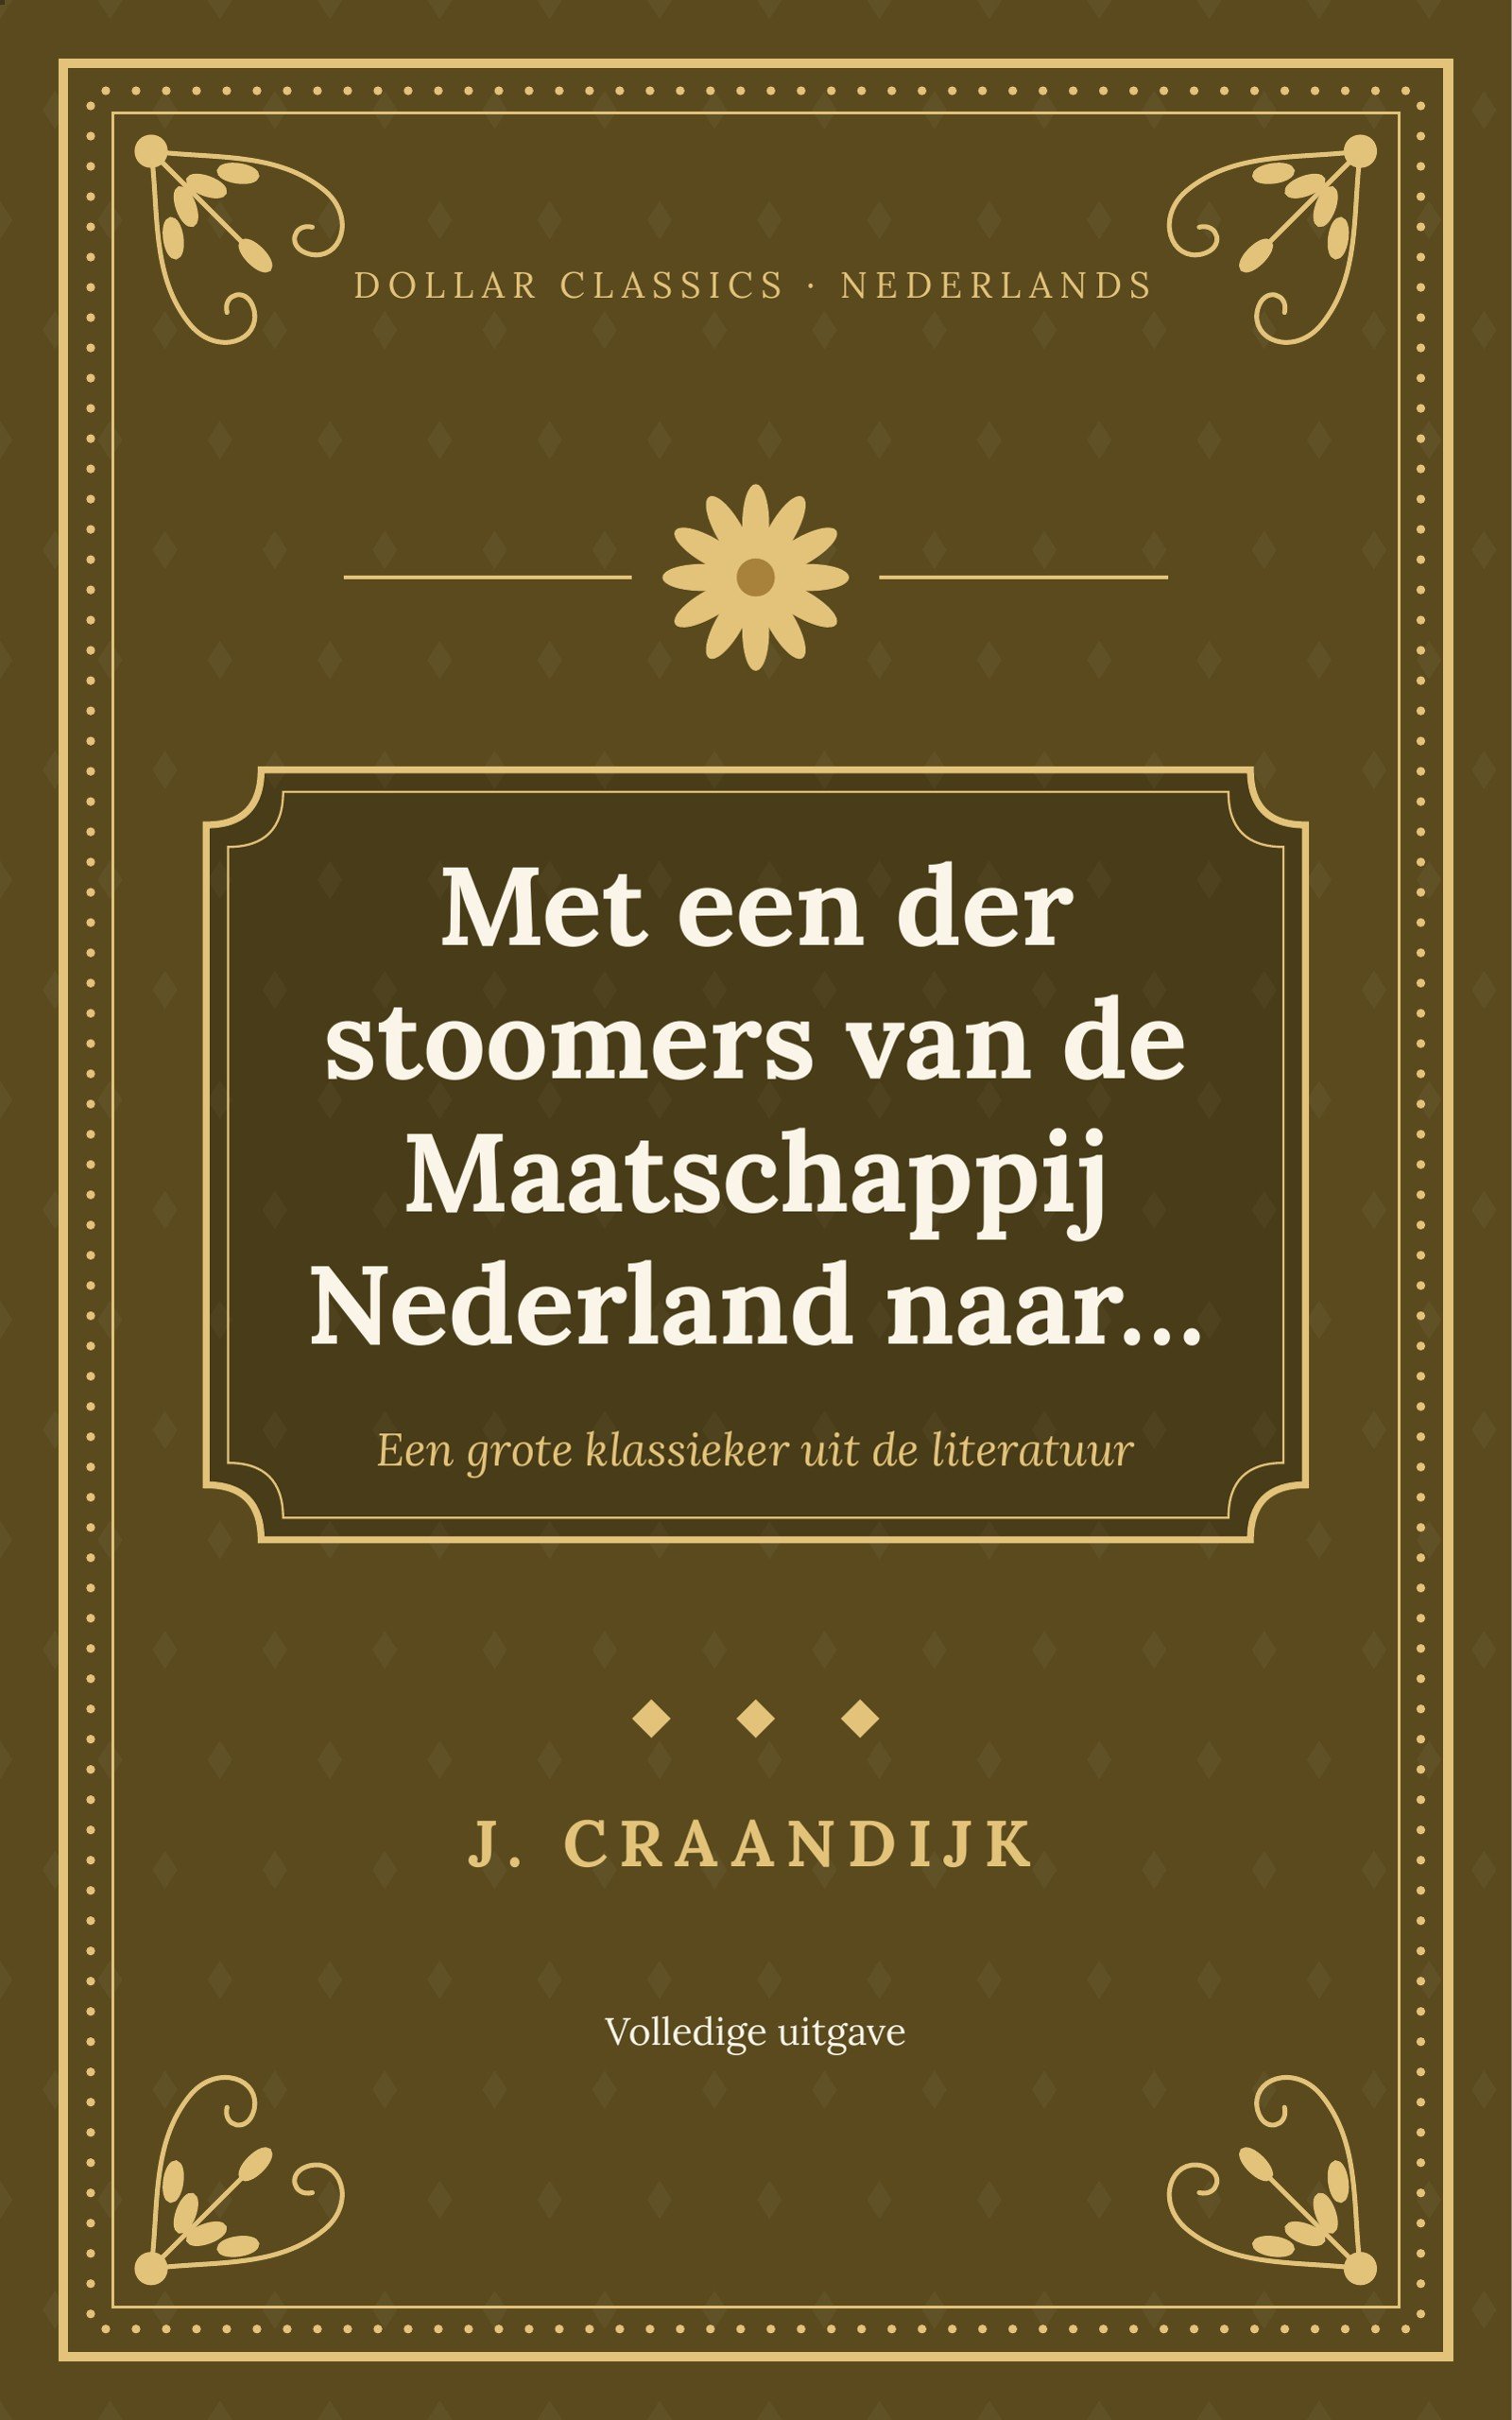 DOLLAR CLASSICS · NEDERLANDS
Met een der
stoomers van de
Maatschappij
Nederland naar...
Een grote klassieker uit de literatuur
J. CRAANDIJK
Volledige uitgave